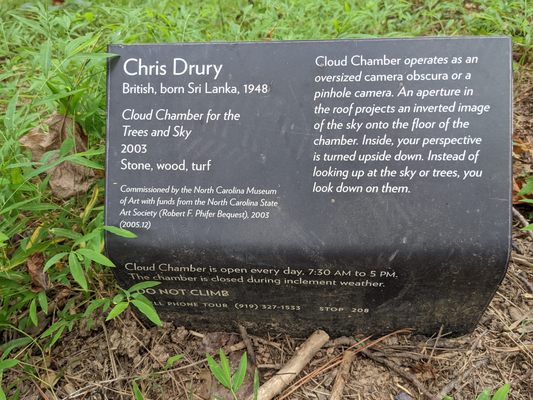 Chris Drury
British, born Sri Lanka, 1948
Cloud Chamber for the
Trees and Sky
2003
Stone, wood, turf
Commissioned by the North Carolina Museum
of Art with funds from the North Carolina State
Art Society (Robert F. Phifer Bequest), 2003
(2005.12)
Cloud Chamber operates as an
oversized camera obscura or a
pinhole camera. An aperture in
the roof projects an inverted image
of the sky onto the floor of the
chamber. Inside, your perspective
is turned upside down. Instead of
looking up at the sky or trees, you
look down on them.
Cloud Chamber is open every day, 7:30 AM to 5 PM.
The chamber is closed during inclement weather.
DO NOT CLIMB
PHONE TOUR (919) 327-1533 STOP 208